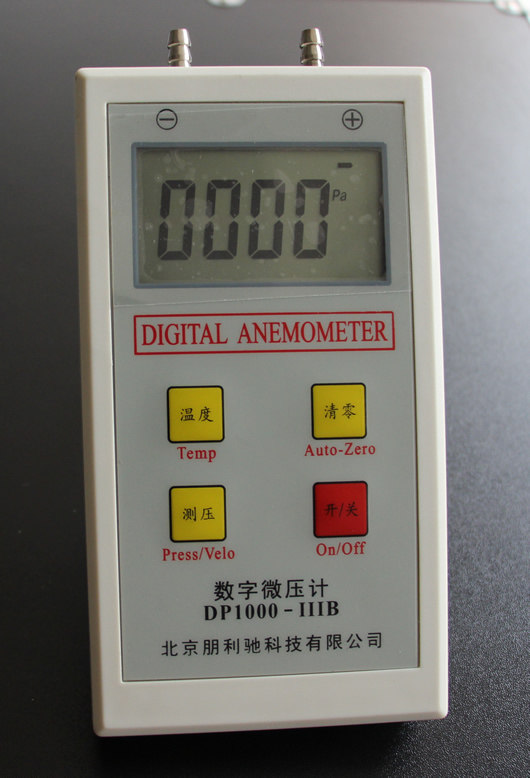 ⊖ ⊕
0000 Pa
DIGITAL ANEMOMETER
温度 清零
Temp Auto-Zero
测压 开/关
Press/Velo On/Off
数字微压计
DP1000-IIIB
北京朋利驰科技有限公司